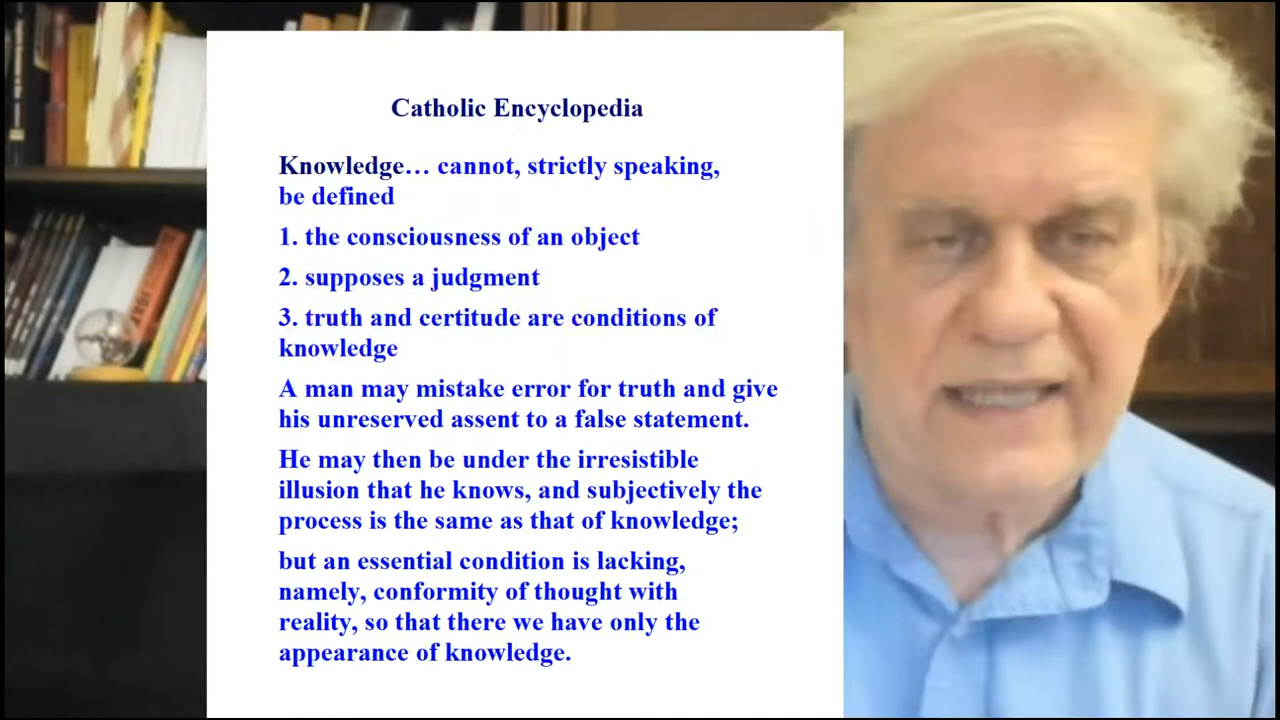 Catholic Encyclopedia
Knowledge… cannot, strictly speaking,
be defined
1. the consciousness of an object
2. supposes a judgment
3. truth and certitude are conditions of
knowledge
A man may mistake error for truth and give
his unreserved assent to a false statement.
He may then be under the irresistible
illusion that he knows, and subjectively the
process is the same as that of knowledge;
but an essential condition is lacking,
namely, conformity of thought with
reality, so that there we have only the
appearance of knowledge.